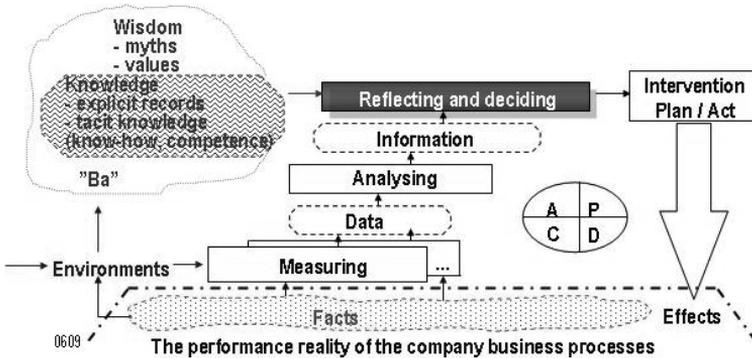 Wisdom
- myths
- values
Knowledge
- explicit records
- tacit knowledge
(know-how, competence)
"Ba"
Reflecting and deciding
Intervention
Plan / Act
Information
Analysing
Data
A P
C D
Environments
Measuring
...
Facts
Effects
0609
The performance reality of the company business processes